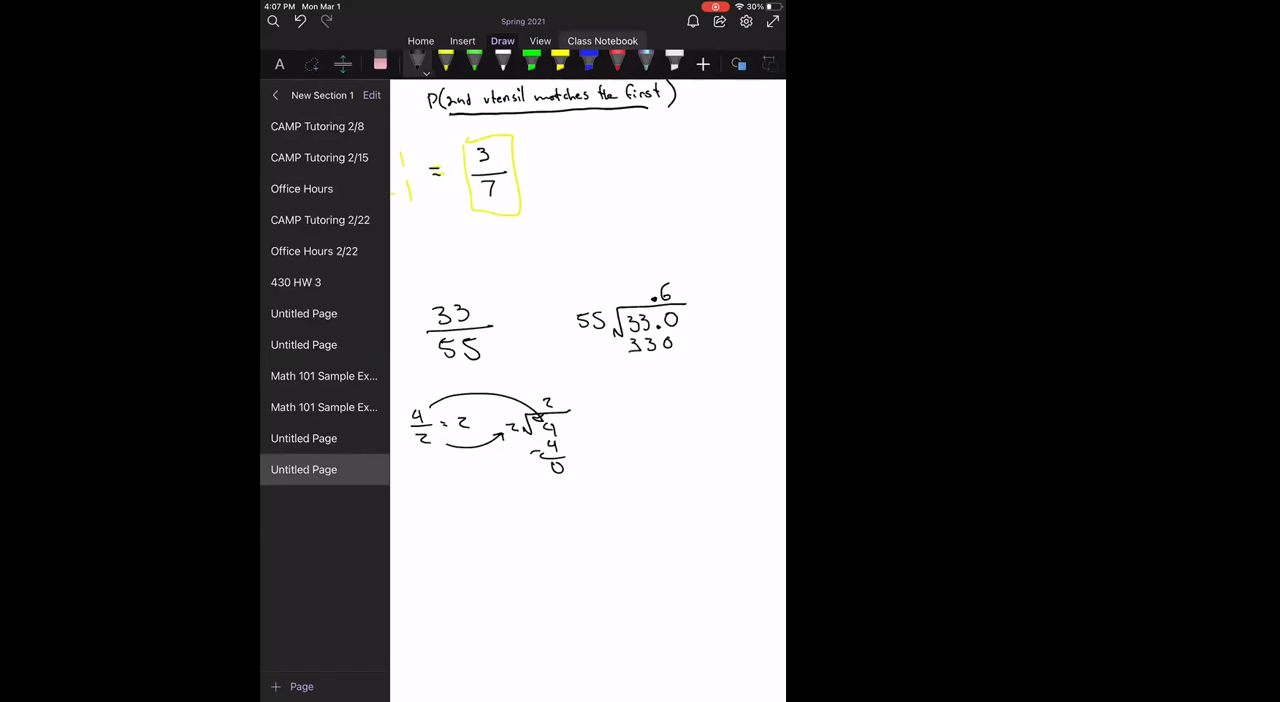 4:07 PM Mon Mar 1
30%
Spring 2021
Home Insert Draw View Class Notebook
A
New Section 1 Edit
CAMP Tutoring 2/8
CAMP Tutoring 2/15
Office Hours
CAMP Tutoring 2/22
Office Hours 2/22
430 HW 3
Untitled Page
Untitled Page
Math 101 Sample Ex...
Math 101 Sample Ex...
Untitled Page
Untitled Page
+ Page
P(2nd utensil matches the first)
= 3
7
33
55
.6
55 √33.0
330
4
2
= 2
2
2 √4
-4
0